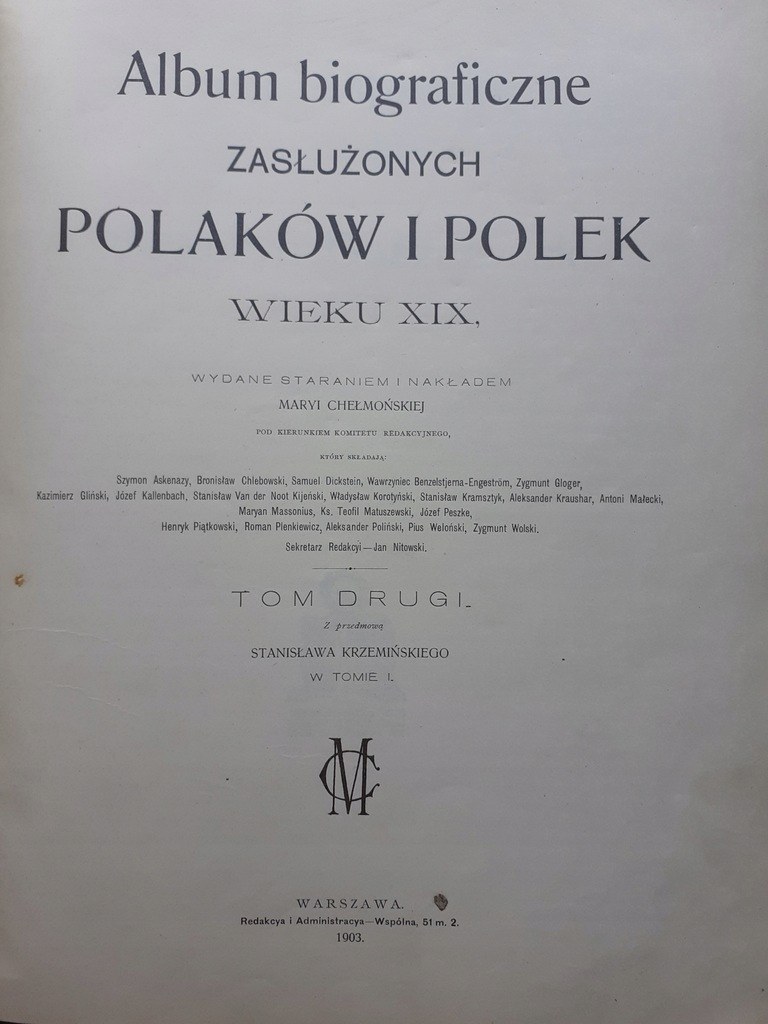 Album biograficzne
ZASŁUŻONYCH
POLAKÓW I POLEK
WIEKU XIX,
WYDANE STARANIEM I NAKŁADEM
MARYI CHEŁMOŃSKIEJ
POD KIERUNKIEM KOMITETU REDAKCYJNEGO,
KTÓRY SKŁADAJĄ:
Szymon Askenazy, Bronisław Chlebowski, Samuel Dickstein, Wawrzyniec Benzelstjerna-Engeström, Zygmunt Gloger,
Kazimierz Gliński, Józef Kallenbach, Stanisław Van der Noot Kijeński, Władysław Korotyński, Stanisław Kramsztyk, Aleksander Kraushar, Antoni Małecki,
Maryan Massonius, Ks. Teofil Matuszewski, Józef Peszke,
Henryk Piątkowski, Roman Plenkiewicz, Aleksander Poliński, Pius Weloński, Zygmunt Wolski.
Sekretarz Redakcyi—Jan Nitowski.
TOM DRUGI.
Z przedmową
STANISŁAWA KRZEMIŃSKIEGO
W TOMIE I.
MC
WARSZAWA.
Redakcya i Administracya—Wspólna, 51 m. 2.
1903.